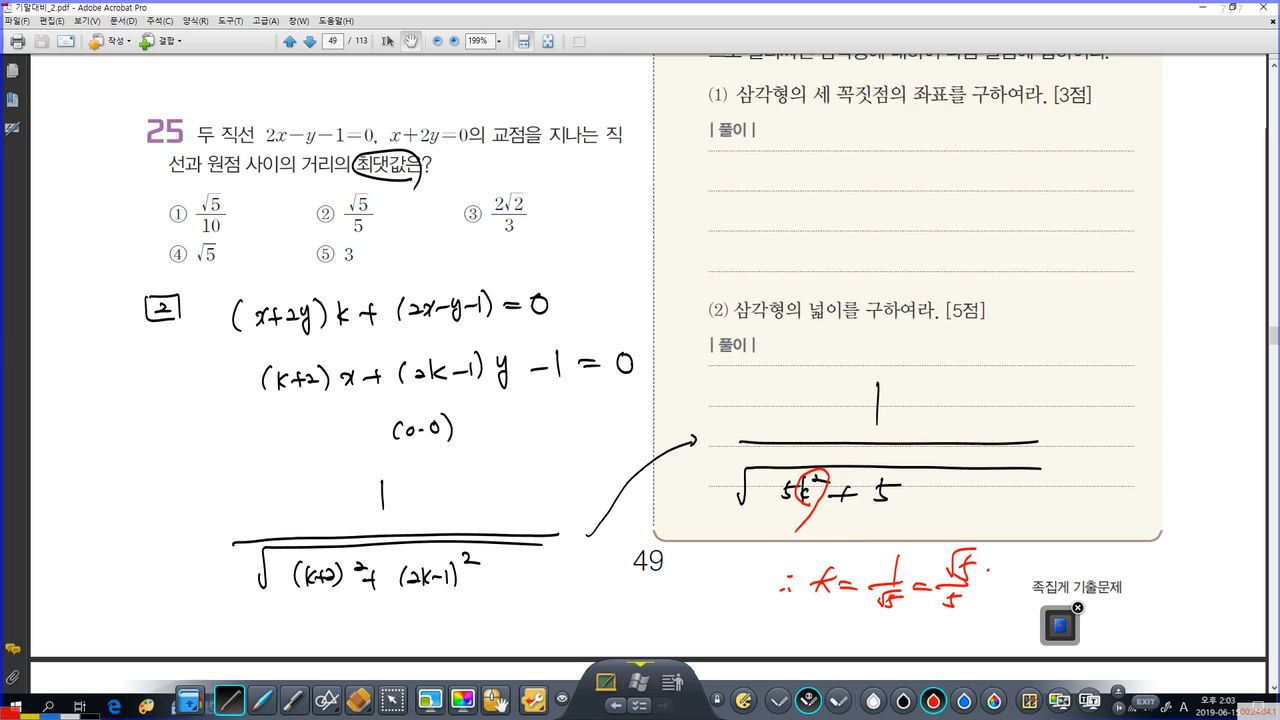 기말대비_2.pdf - Adobe Acrobat Pro
파일(F) 편집(E) 보기(V) 문서(D) 주석(C) 양식(R) 도구(T) 고급(A) 창(W) 도움말(H)
작성 결합 49 / 113 199%
25 두 직선 2x−y−1=0, x+2y=0의 교점을 지나는 직
선과 원점 사이의 거리의 최댓값은?
① √5/10 ② √5/5 ③ 2√2/3
④ √5 ⑤ 3
2 (x+2y)k+(2x−y−1)=0
(k+2)x+(2k−1)y−1=0
(0·0)
1/√((k+2)²+(2k−1)²)
(1) 삼각형의 세 꼭짓점의 좌표를 구하여라. [3점]
| 풀이 |
(2) 삼각형의 넓이를 구하여라. [5점]
| 풀이 |
1/√(5k²+5)
49
∴ k=1/√5=√5/5.
족집게 기출문제
EXIT
오후 2:03